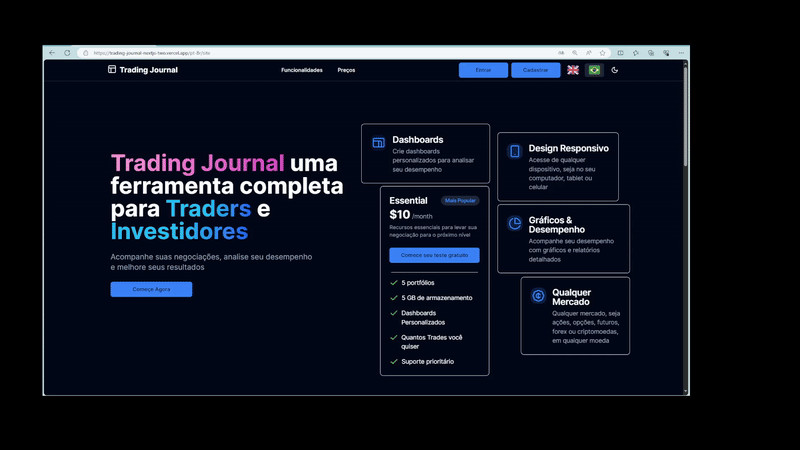 https://trading-journal-nextjs-two.vercel.app/pt-Br/site
Trading Journal
Funcionalidades
Preços
Entrar
Cadastrar
Trading Journal uma
ferramenta completa
para Traders e
Investidores
Acompanhe suas negociações, analise seu desempenho
e melhore seus resultados
Começe Agora
Dashboards
Crie dashboards
personalizados para analisar
seu desempenho
Essential
Mais Popular
$10 /month
Recursos essenciais para levar sua
negociação para o próximo nível
Comece seu teste gratuito
5 portfólios
5 GB de armazenamento
Dashboards
Personalizados
Quantos Trades você
quiser
Suporte prioritário
Design Responsivo
Acesse de qualquer
dispositivo, seja no seu
computador, tablet ou
celular
Gráficos &
Desempenho
Acompanhe seu desempenho
com gráficos e relatórios
detalhados
Qualquer
Mercado
Qualquer mercado, seja
ações, opções, futuros,
forex ou criptomoedas,
em qualquer moeda